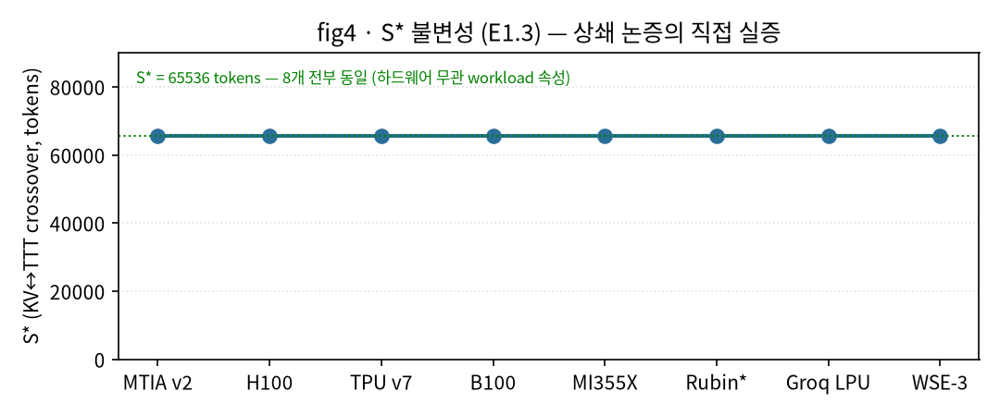 fig4 · S* 불변성 (E1.3) — 상쇄 논증의 직접 실증
S* = 65536 tokens — 8개 전부 동일 (하드웨어 무관 workload 속성)
S* (KV↔TTT crossover, tokens)
80000
60000
40000
20000
0
MTIA v2 H100 TPU v7 B100 MI355X Rubin* Groq LPU WSE-3